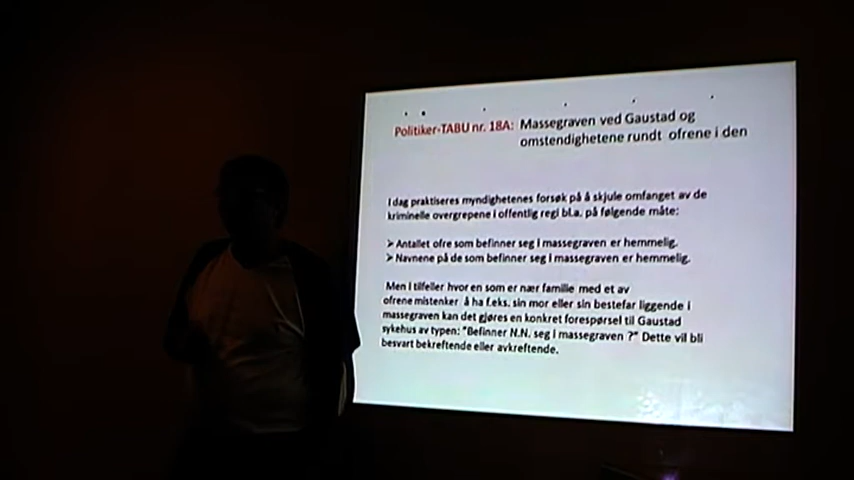 Politiker-TABU nr. 18A: Massegraven ved Gaustad og
omstendighetene rundt ofrene i den
I dag praktiseres myndighetenes forsøk på å skjule omfanget av de
kriminelle overgrepene i offentlig regi bl.a. på følgende måte:
➢ Antallet ofre som befinner seg i massegraven er hemmelig.
➢ Navnene på de som befinner seg i massegraven er hemmelig.
Men i tilfeller hvor en som er nær familie med et av
ofrene mistenker å ha f.eks. sin mor eller sin bestefar liggende i
massegraven kan det gjøres en konkret forespørsel til Gaustad
sykehus av typen: "Befinner N.N. seg i massegraven ?" Dette vil bli
besvart bekreftende eller avkreftende.